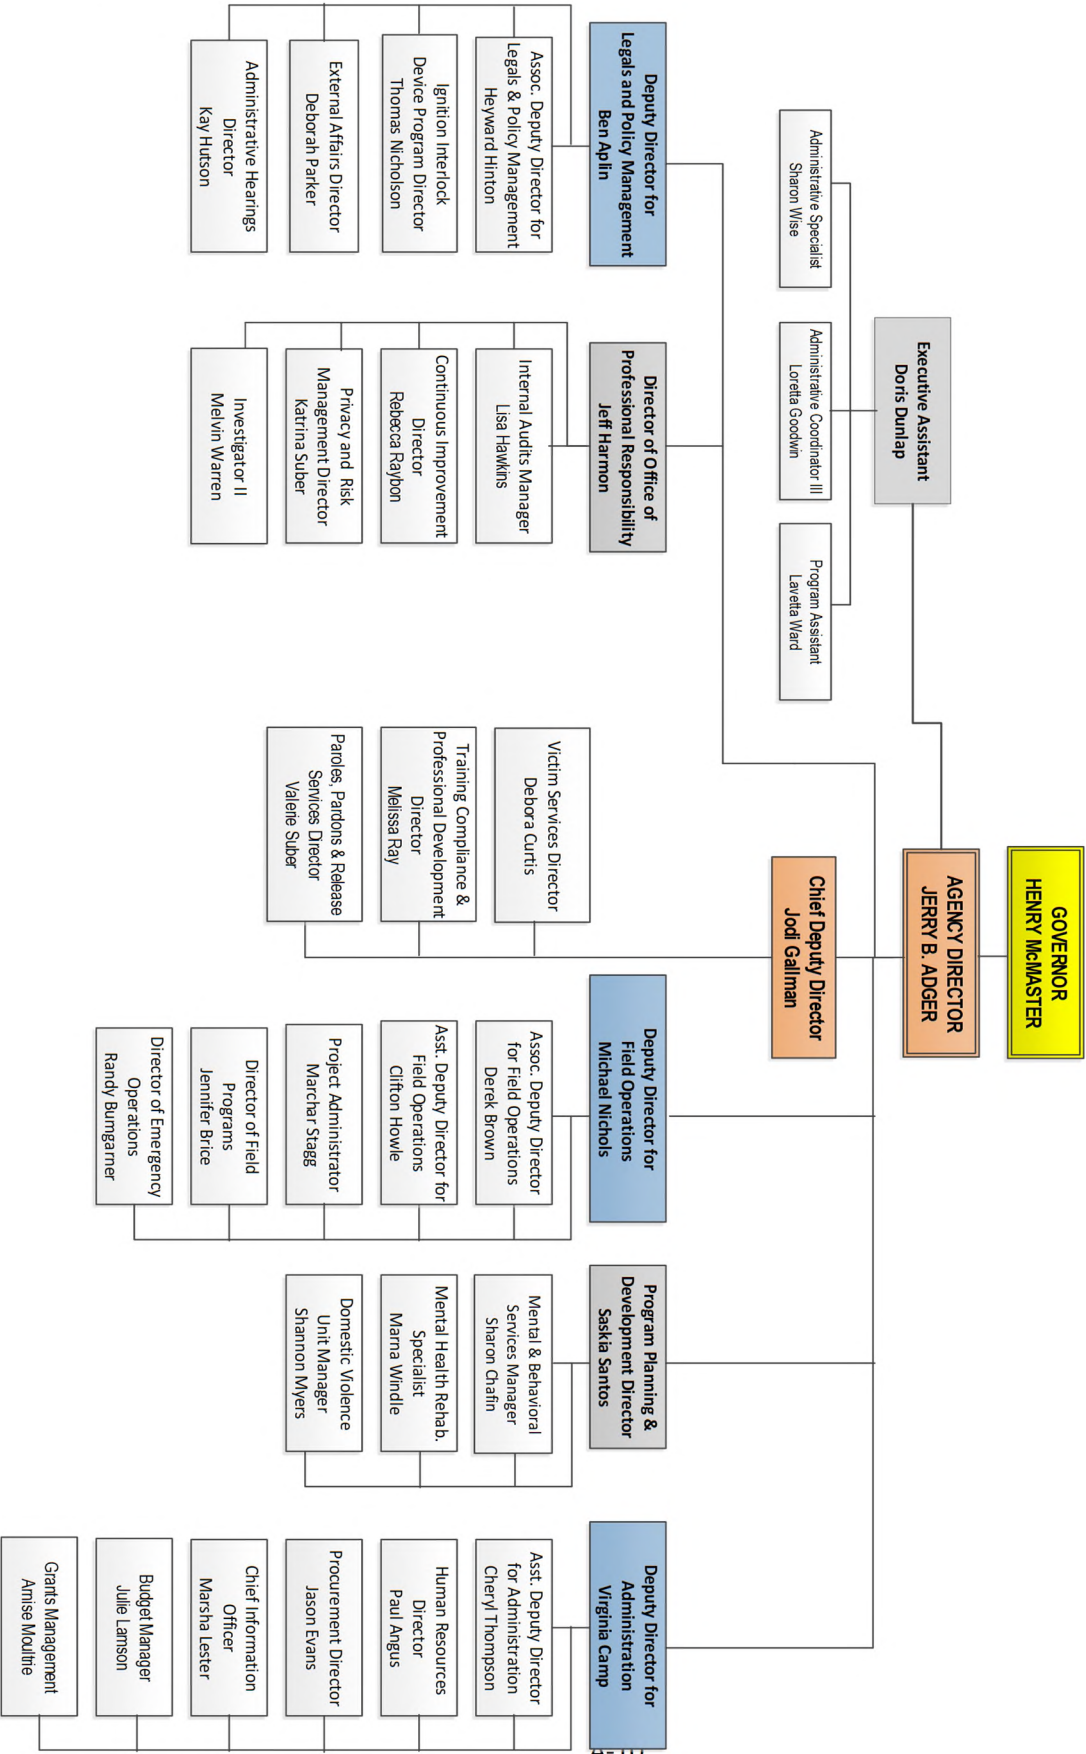 GOVERNOR
HENRY McMASTER
AGENCY DIRECTOR
JERRY B. ADGER
Executive Assistant
Doris Dunlap
Administrative Specialist
Sharon Wise
Administrative Coordinator III
Loretta Goodwin
Program Assistant
Lavetta Ward
Chief Deputy Director
Jodi Gallman
Deputy Director for
Legals and Policy Management
Ben Aplin
Assoc. Deputy Director for
Legals & Policy Management
Heyward Hinton
Ignition Interlock
Device Program Director
Thomas Nicholson
External Affairs Director
Deborah Parker
Administrative Hearings
Director
Kay Hutson
Director of Office of
Professional Responsibility
Jeff Harmon
Internal Audits Manager
Lisa Hawkins
Continuous Improvement
Director
Rebecca Raybon
Privacy and Risk
Management Director
Katrina Suber
Investigator II
Melvin Warren
Victim Services Director
Debora Curtis
Training Compliance &
Professional Development
Director
Melissa Ray
Paroles, Pardons & Release
Services Director
Valerie Suber
Deputy Director for
Field Operations
Michael Nichols
Assoc. Deputy Director
for Field Operations
Derek Brown
Asst. Deputy Director for
Field Operations
Clifton Howle
Project Administrator
Marchar Stagg
Director of Field
Programs
Jennifer Brice
Director of Emergency
Operations
Randy Bumgarner
Program Planning &
Development Director
Saskia Santos
Mental & Behavioral
Services Manager
Sharon Chafin
Mental Health Rehab.
Specialist
Marna Windle
Domestic Violence
Unit Manager
Shannon Myers
Deputy Director for
Administration
Virginia Camp
Asst. Deputy Director
for Administration
Cheryl Thompson
Human Resources
Director
Paul Angus
Procurement Director
Jason Evans
Chief Information
Officer
Marsha Lester
Budget Manager
Julie Lamson
Grants Management
Amise Moultrie